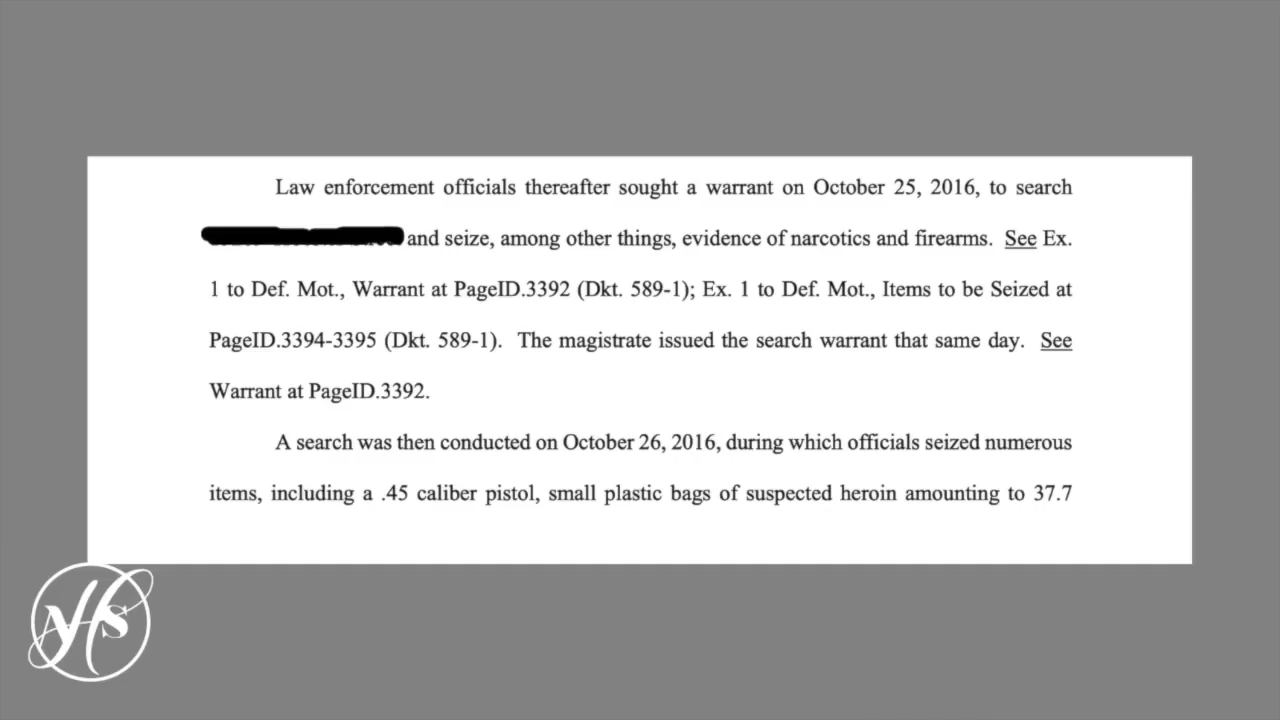 Law enforcement officials thereafter sought a warrant on October 25, 2016, to search
and seize, among other things, evidence of narcotics and firearms. See Ex.
1 to Def. Mot., Warrant at PageID.3392 (Dkt. 589-1); Ex. 1 to Def. Mot., Items to be Seized at
PageID.3394-3395 (Dkt. 589-1). The magistrate issued the search warrant that same day. See
Warrant at PageID.3392.
A search was then conducted on October 26, 2016, during which officials seized numerous
items, including a .45 caliber pistol, small plastic bags of suspected heroin amounting to 37.7